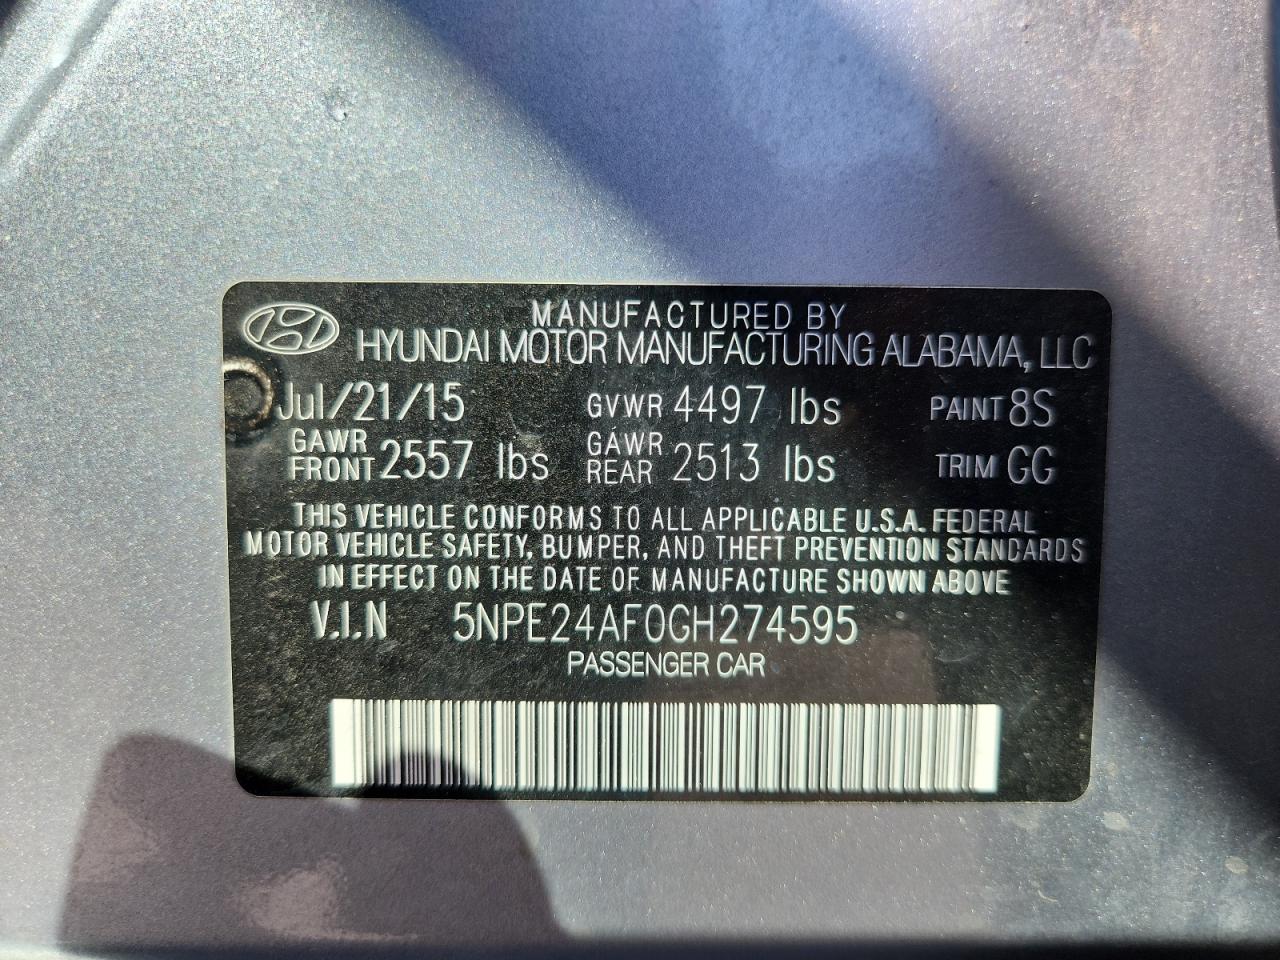 MANUFACTURED BY
HYUNDAI MOTOR MANUFACTURING ALABAMA, LLC
Jul/21/15 GVWR 4497 lbs PAINT 8S
GAWR FRONT 2557 lbs GAWR REAR 2513 lbs TRIM GG
THIS VEHICLE CONFORMS TO ALL APPLICABLE U.S.A. FEDERAL
MOTOR VEHICLE SAFETY, BUMPER, AND THEFT PREVENTION STANDARDS
IN EFFECT ON THE DATE OF MANUFACTURE SHOWN ABOVE
V.I.N 5NPE24AF0GH274595
PASSENGER CAR